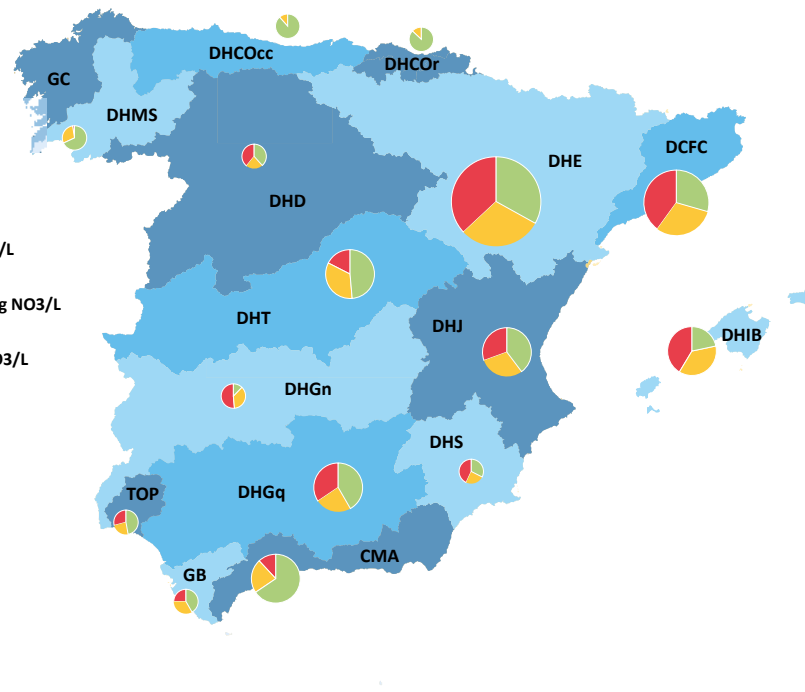 DHCOcc
DHCOr
GC
DHMS
DHE
DCFC
DHD
/L
g NO3/L
DHT
DHJ
DHIB
O3/L
DHGn
DHS
TOP
DHGq
CMA
GB